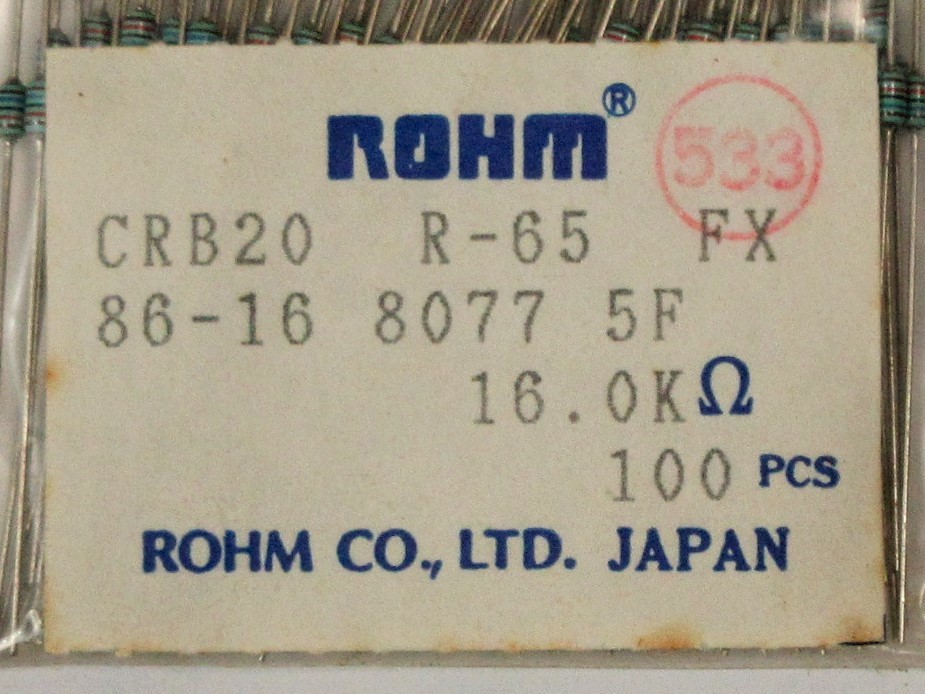 ROHM®
533
CRB20 R-65 FX
86-16 8077 5F
16.0KΩ
100 PCS
ROHM CO., LTD. JAPAN